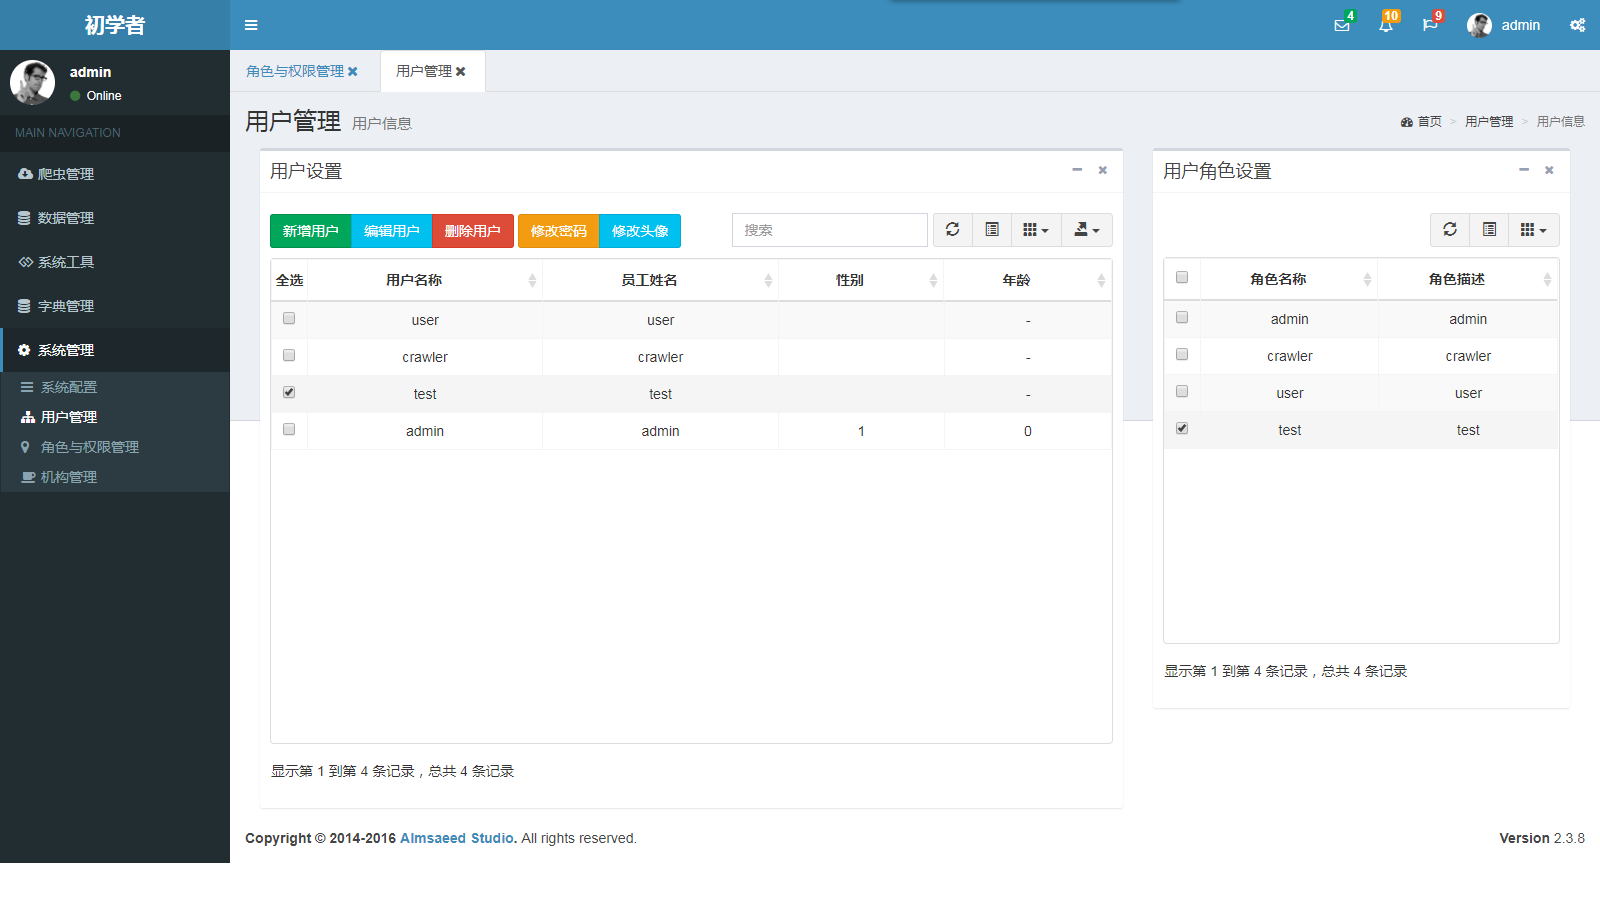 初学者
4
10
9
admin
admin
Online
MAIN NAVIGATION
爬虫管理
数据管理
系统工具
字典管理
系统管理
系统配置
用户管理
角色与权限管理
机构管理
角色与权限管理
用户管理
用户管理 用户信息
首页 > 用户管理 > 用户信息
用户设置
新增用户 编辑用户 删除用户 修改密码 修改头像 搜索
全选 用户名称 员工姓名 性别 年龄
user user -
crawler crawler -
test test -
admin admin 1 0
显示第 1 到第 4 条记录，总共 4 条记录
用户角色设置
角色名称 角色描述
admin admin
crawler crawler
user user
test test
显示第 1 到第 4 条记录，总共 4 条记录
Copyright © 2014-2016 Almsaeed Studio. All rights reserved.
Version 2.3.8